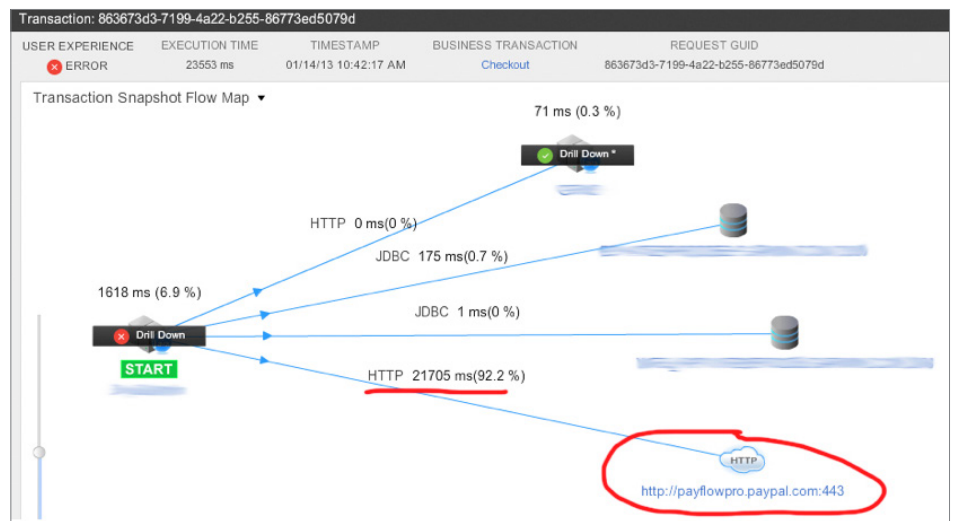 Transaction: 863673d3-7199-4a22-b255-86773ed5079d
USER EXPERIENCE EXECUTION TIME TIMESTAMP BUSINESS TRANSACTION REQUEST GUID
ERROR 23553 ms 01/14/13 10:42:17 AM Checkout 863673d3-7199-4a22-b255-86773ed5079d
Transaction Snapshot Flow Map
71 ms (0.3 %)
Drill Down *
HTTP 0 ms(0 %)
JDBC 175 ms(0.7 %)
1618 ms (6.9 %)
JDBC 1 ms(0 %)
Drill Down
START
HTTP 21705 ms(92.2 %)
HTTP
http://payflowpro.paypal.com:443